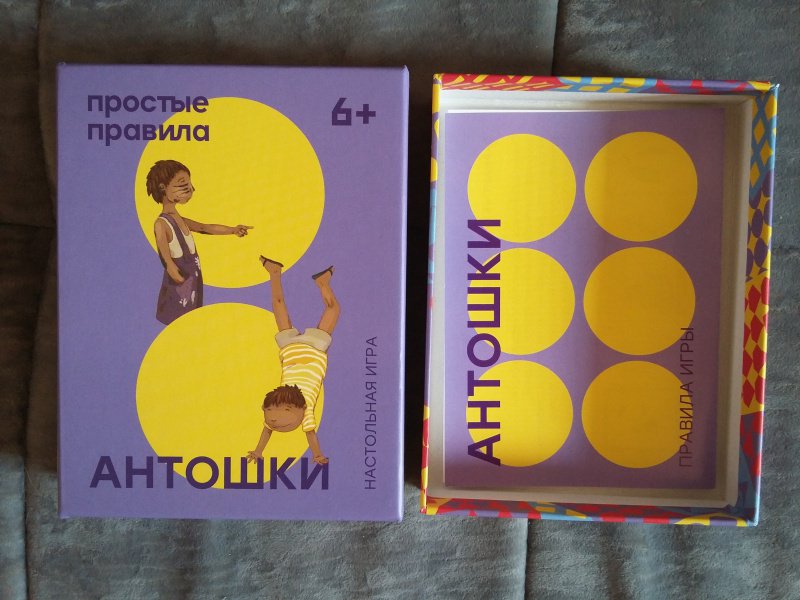 простые
правила
6+
НАСТОЛЬНАЯ ИГРА
АНТОШКИ
АНТОШКИ
ПРАВИЛА ИГРЫ